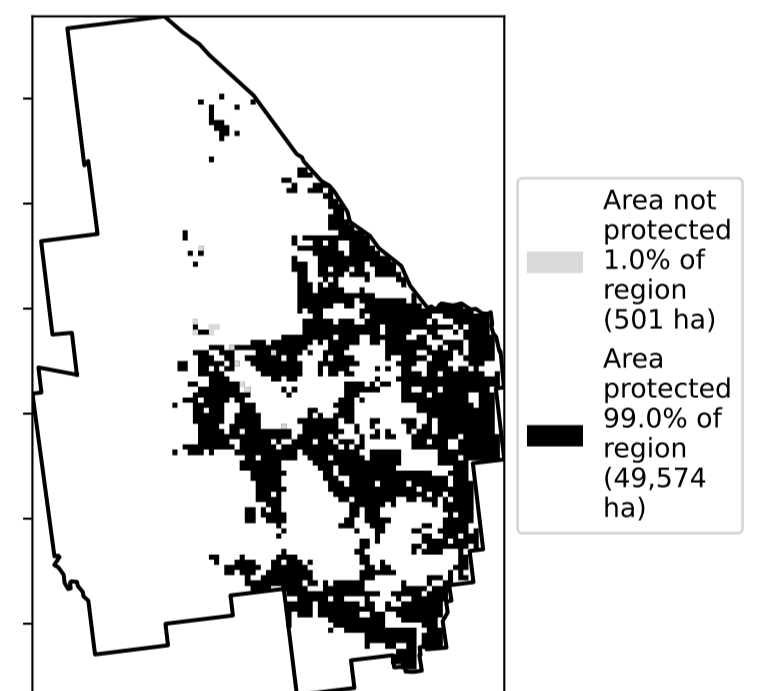 Area not
protected
1.0% of
region
(501 ha)
Area
protected
99.0% of
region
(49,574
ha)